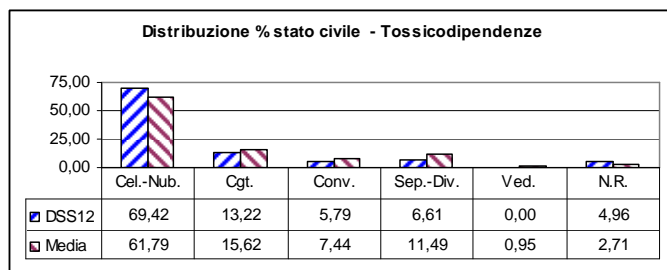 Distribuzione % stato civile - Tossicodipendenze
75,00
50,00
25,00
0,00
Cel.-Nub. Cgt. Conv. Sep.-Div. Ved. N.R.
DSS12 69,42 13,22 5,79 6,61 0,00 4,96
Media 61,79 15,62 7,44 11,49 0,95 2,71